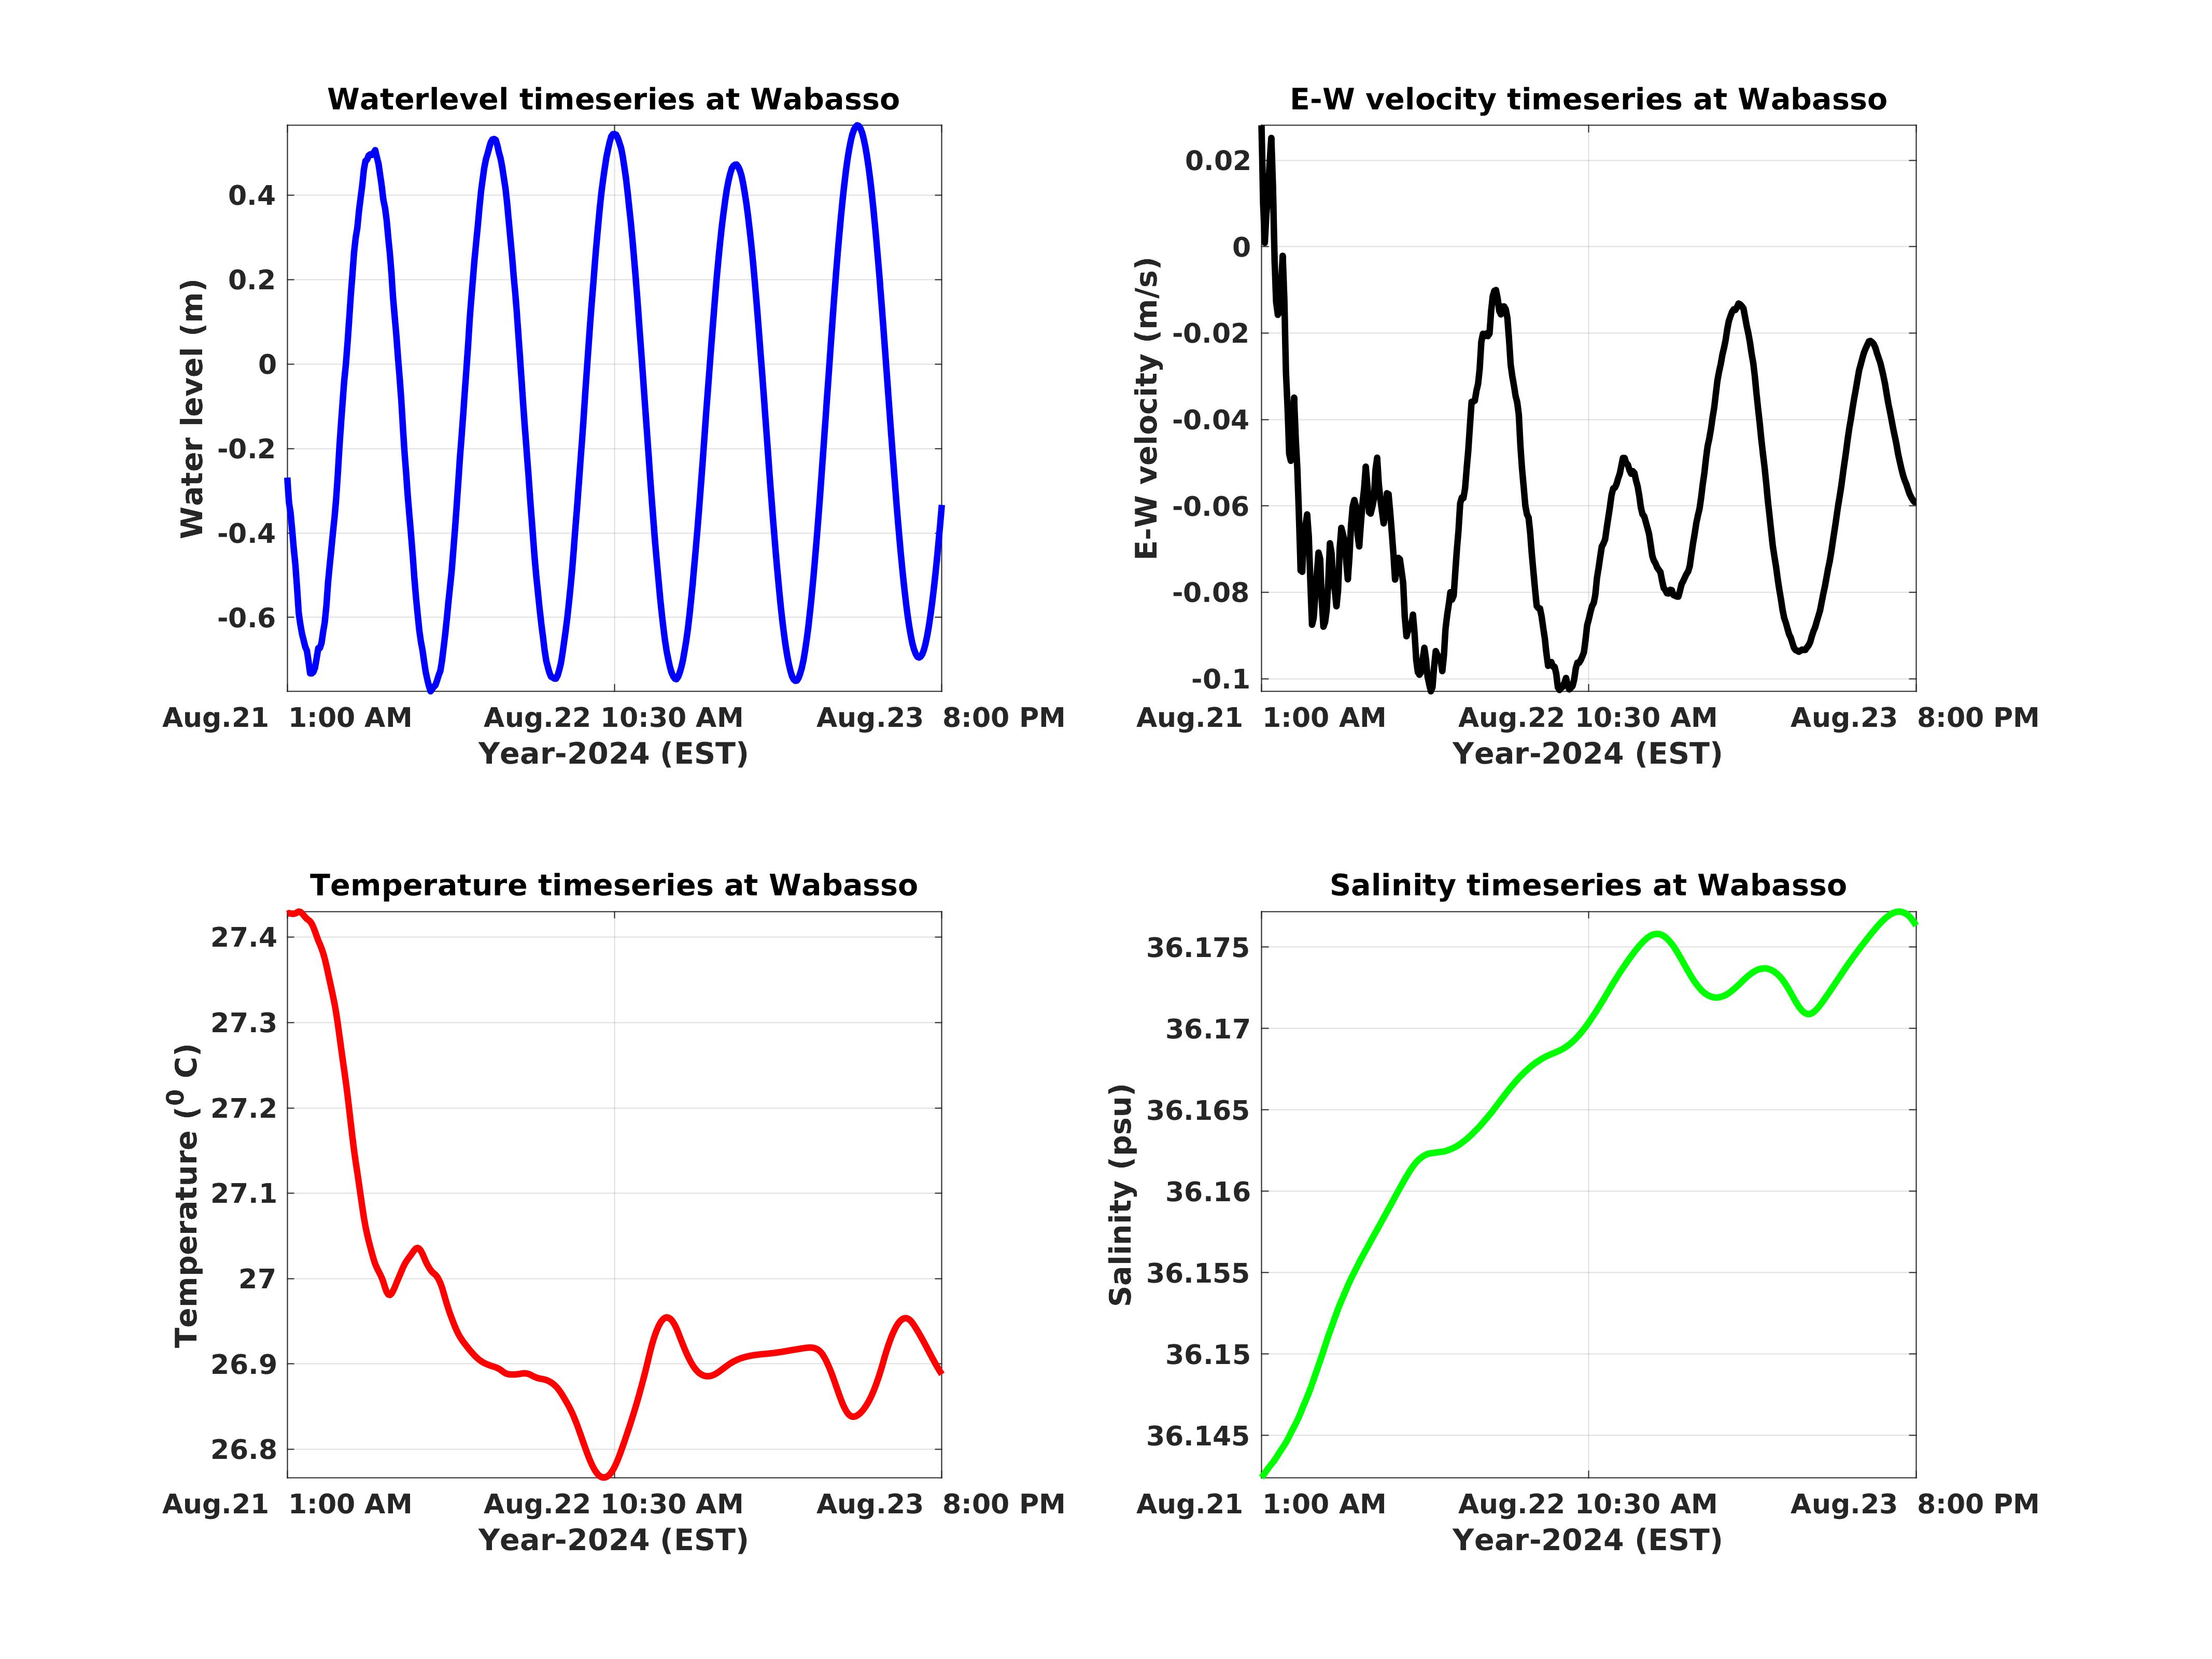 Waterlevel timeseries at Wabasso
Water level (m)
0.4
0.2
0
-0.2
-0.4
-0.6
Aug.21 1:00 AM Aug.22 10:30 AM Aug.23 8:00 PM
Year-2024 (EST)
E-W velocity timeseries at Wabasso
E-W velocity (m/s)
0.02
0
-0.02
-0.04
-0.06
-0.08
-0.1
Aug.21 1:00 AM Aug.22 10:30 AM Aug.23 8:00 PM
Year-2024 (EST)
Temperature timeseries at Wabasso
Temperature (⁰ C)
27.4
27.3
27.2
27.1
27
26.9
26.8
Aug.21 1:00 AM Aug.22 10:30 AM Aug.23 8:00 PM
Year-2024 (EST)
Salinity timeseries at Wabasso
Salinity (psu)
36.175
36.17
36.165
36.16
36.155
36.15
36.145
Aug.21 1:00 AM Aug.22 10:30 AM Aug.23 8:00 PM
Year-2024 (EST)